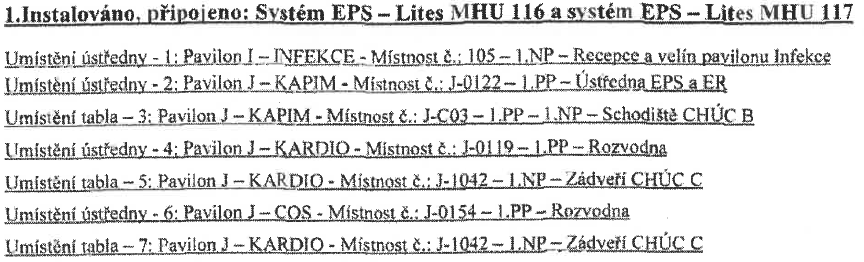 1.Instalováno, připojeno: Systém EPS – Lites MHU 116 a systém EPS – Lites MHU 117
Umístění ústředny - 1: Pavilon I – INFEKCE - Místnost č.: 105 – 1.NP – Recepce a velín pavilonu Infekce
Umístění ústředny - 2: Pavilon J – KAPIM - Místnost č.: J-0122 – 1.PP – Ústředna EPS a ER
Umístění tabla – 3: Pavilon J – KAPIM - Místnost č.: J-C03 – 1.PP – 1.NP – Schodiště CHÚC B
Umístění ústředny - 4: Pavilon J – KARDIO - Místnost č.: J-0119 – 1.PP – Rozvodna
Umístění tabla – 5: Pavilon J – KARDIO - Místnost č.: J-1042 – 1.NP – Zádveří CHÚC C
Umístění ústředny - 6: Pavilon J – COS - Místnost č.: J-0154 – 1.PP – Rozvodna
Umístění tabla – 7: Pavilon J – KARDIO - Místnost č.: J-1042 – 1.NP – Zádveří CHÚC C